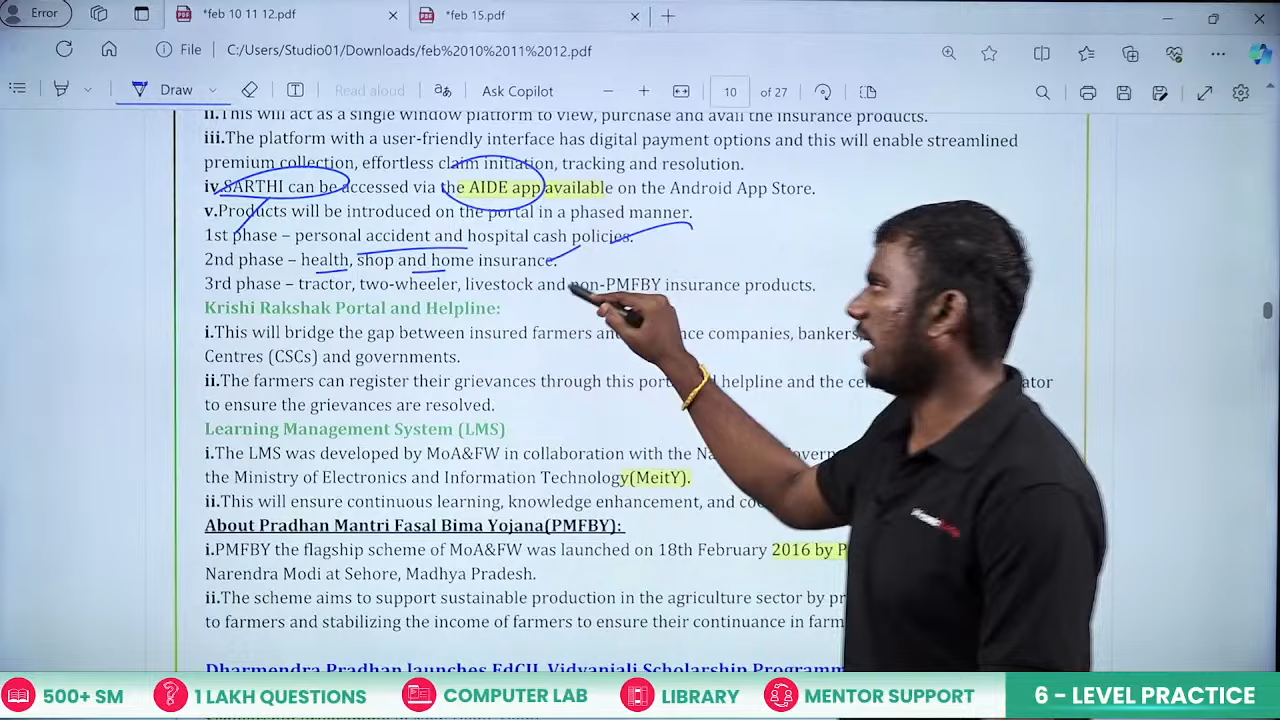 Error
*feb 10 11 12.pdf
*feb 15.pdf
File C:/Users/Studio01/Downloads/feb%2010%2011%2012.pdf
Draw
Read aloud
Ask Copilot
10 of 27
ii.This will act as a single window platform to view, purchase and avail the insurance products.
iii.The platform with a user-friendly interface has digital payment options and this will enable streamlined
premium collection, effortless claim initiation, tracking and resolution.
iv.SARTHI can be accessed via the AIDE app available on the Android App Store.
v.Products will be introduced on the portal in a phased manner.
1st phase – personal accident and hospital cash policies.
2nd phase – health, shop and home insurance.
3rd phase – tractor, two-wheeler, livestock and non-PMFBY insurance products.
Krishi Rakshak Portal and Helpline:
i.This will bridge the gap between insured farmers and companies, bankers,
Centres (CSCs) and governments.
ii.The farmers can register their grievances through this helpline and the
to ensure the grievances are resolved.
Learning Management System (LMS)
i.The LMS was developed by MoA&FW in collaboration with the
the Ministry of Electronics and Information Technology(MeitY).
ii.This will ensure continuous learning, knowledge enhancement, and
About Pradhan Mantri Fasal Bima Yojana(PMFBY):
i.PMFBY the flagship scheme of MoA&FW was launched on 18th February 2016 by
Narendra Modi at Sehore, Madhya Pradesh.
ii.The scheme aims to support sustainable production in the agriculture sector by
to farmers and stabilizing the income of farmers to ensure their continuance in
Dharmendra Pradhan launches EdCIL Vidyanjali Scholarship
500+ SM
1 LAKH QUESTIONS
COMPUTER LAB
LIBRARY
MENTOR SUPPORT
6 - LEVEL PRACTICE